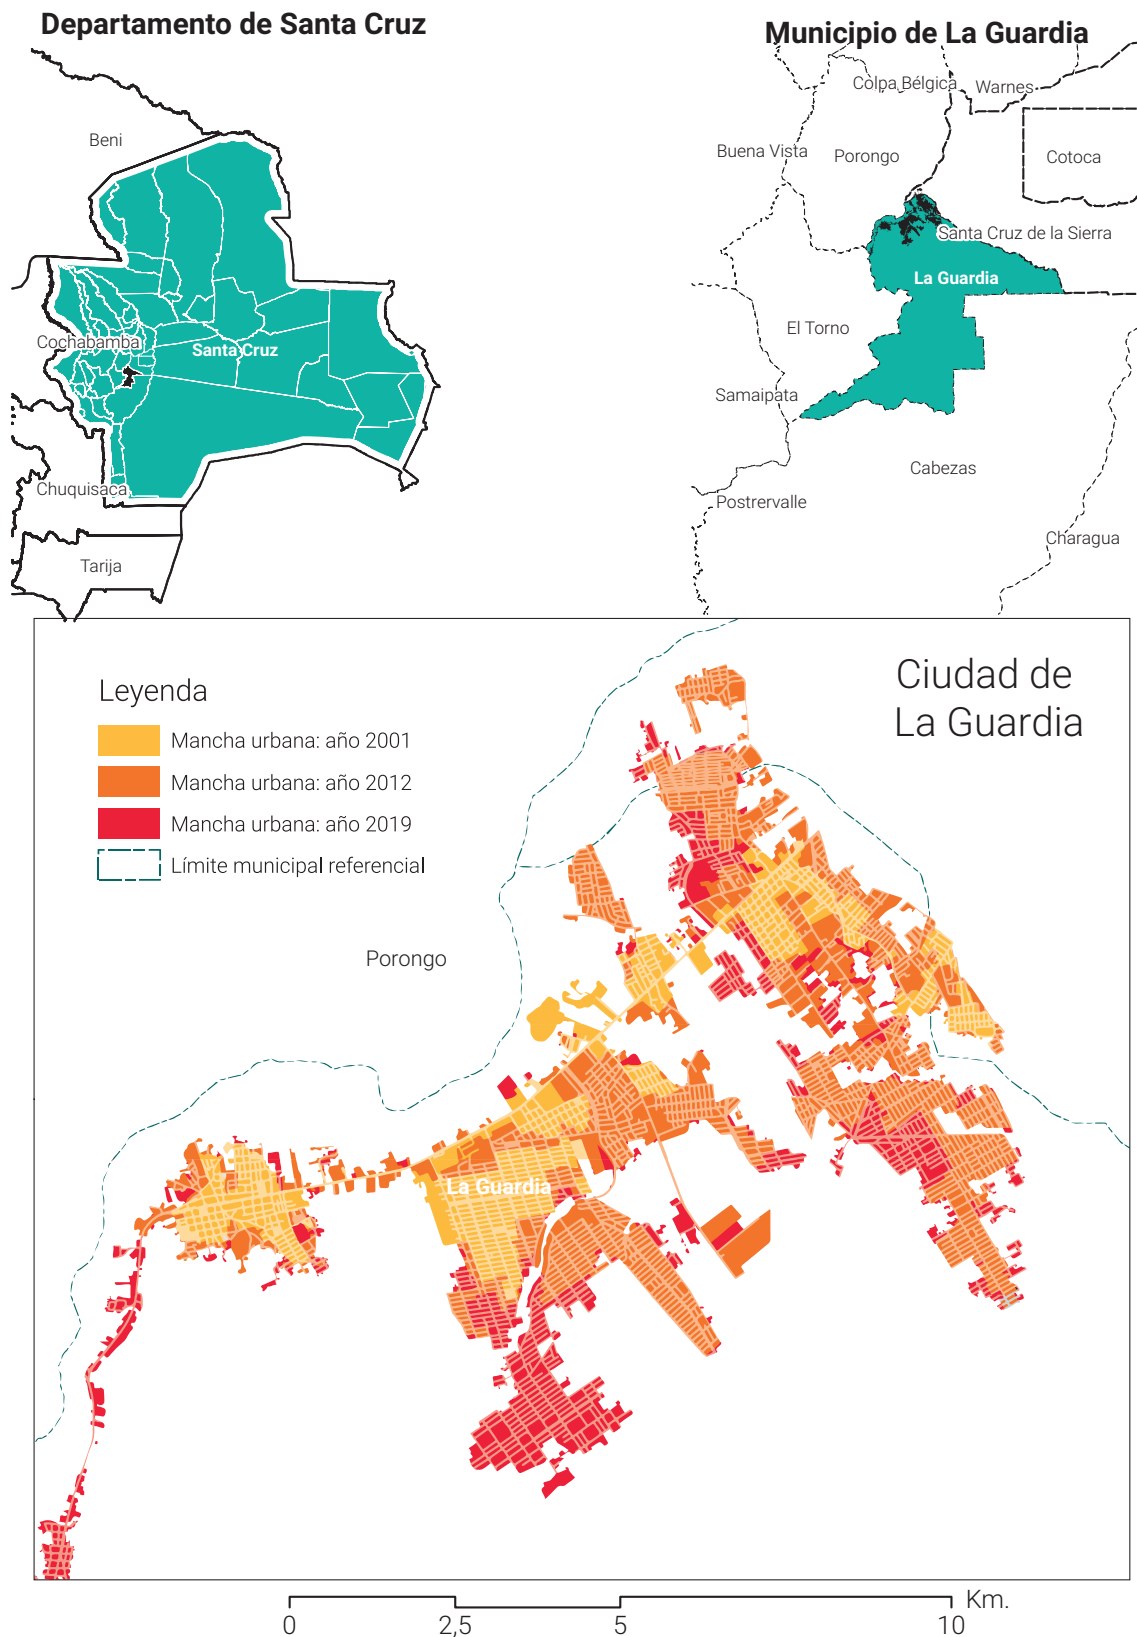 Departamento de Santa Cruz
Beni
Cochabamba
Santa Cruz
Chuquisaca
Tarija
Municipio de La Guardia
Colpa Bélgica
Warnes
Buena Vista
Porongo
Cotoca
Santa Cruz de la Sierra
La Guardia
El Torno
Samaipata
Cabezas
Postrervalle
Charagua
Ciudad de
La Guardia
Leyenda
Mancha urbana: año 2001
Mancha urbana: año 2012
Mancha urbana: año 2019
Límite municipal referencial
Porongo
La Guardia
Km.
0 2,5 5 10